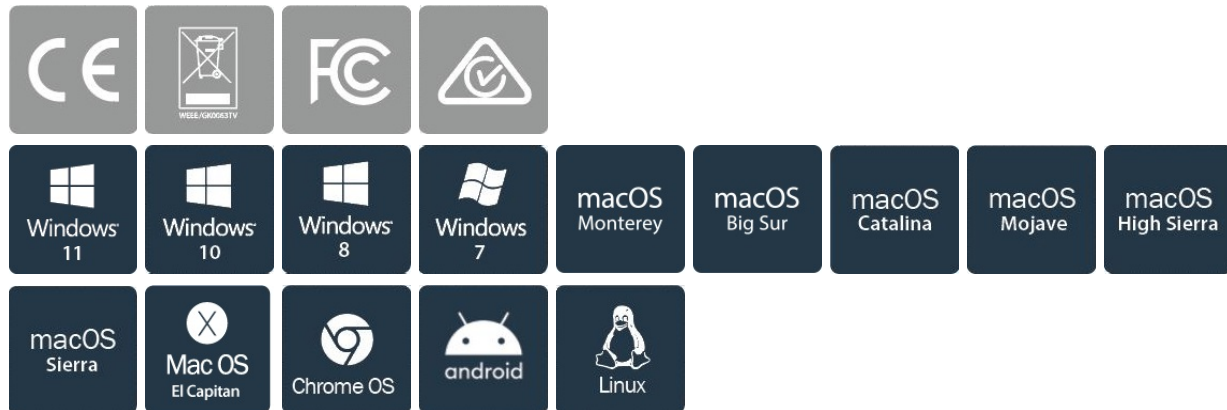 CE
WEEE/GK0063TV
FC
Windows
11
Windows
10
Windows
8
Windows
7
macOS
Monterey
macOS
Big Sur
macOS
Catalina
macOS
Mojave
macOS
High Sierra
macOS
Sierra
X
Mac OS
El Capitan
Chrome OS
android
Linux